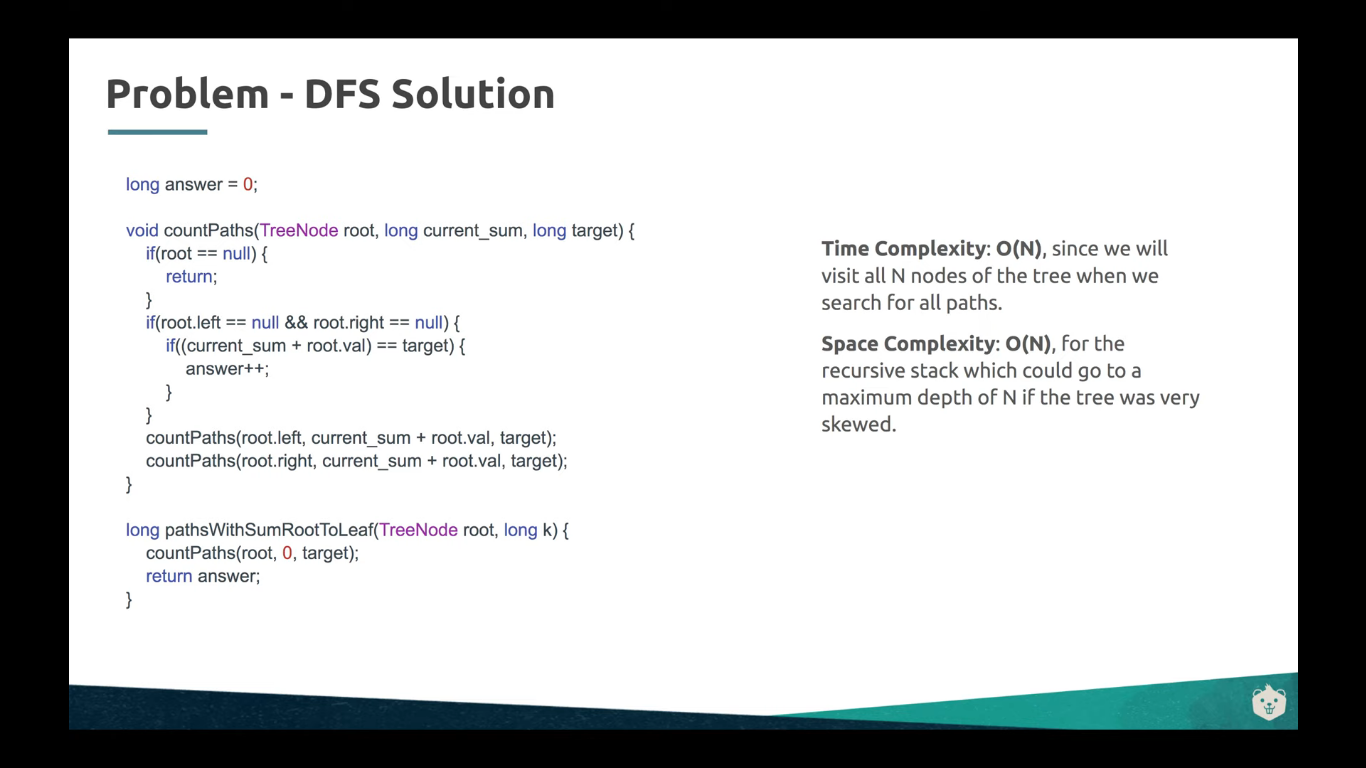 Problem - DFS Solution
long answer = 0;
void countPaths(TreeNode root, long current_sum, long target) {
if(root == null) {
return;
}
if(root.left == null && root.right == null) {
if((current_sum + root.val) == target) {
answer++;
}
}
countPaths(root.left, current_sum + root.val, target);
countPaths(root.right, current_sum + root.val, target);
}
long pathsWithSumRootToLeaf(TreeNode root, long k) {
countPaths(root, 0, target);
return answer;
}
Time Complexity: O(N), since we will
visit all N nodes of the tree when we
search for all paths.
Space Complexity: O(N), for the
recursive stack which could go to a
maximum depth of N if the tree was very
skewed.